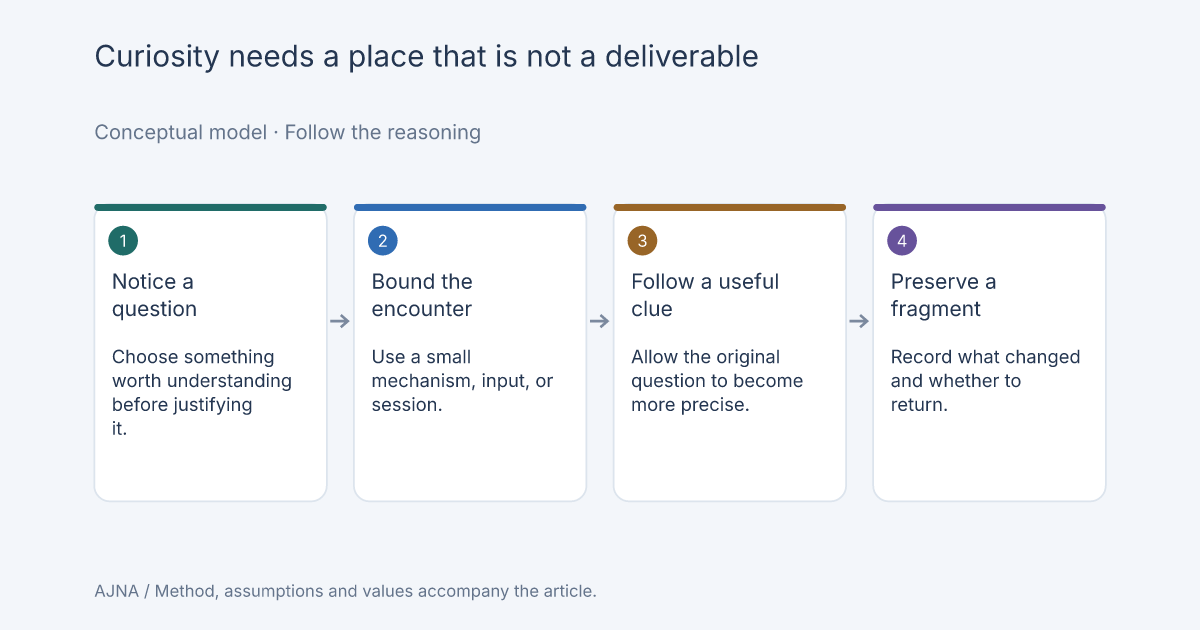 Curiosity needs a place that is not a deliverable
Conceptual model · Follow the reasoning
1
Notice a
question
Choose something
worth understanding
before justifying
it.
2
Bound the
encounter
Use a small
mechanism, input, or
session.
3
Follow a useful
clue
Allow the original
question to become
more precise.
4
Preserve a
fragment
Record what changed
and whether to
return.
AJNA / Method, assumptions and values accompany the article.